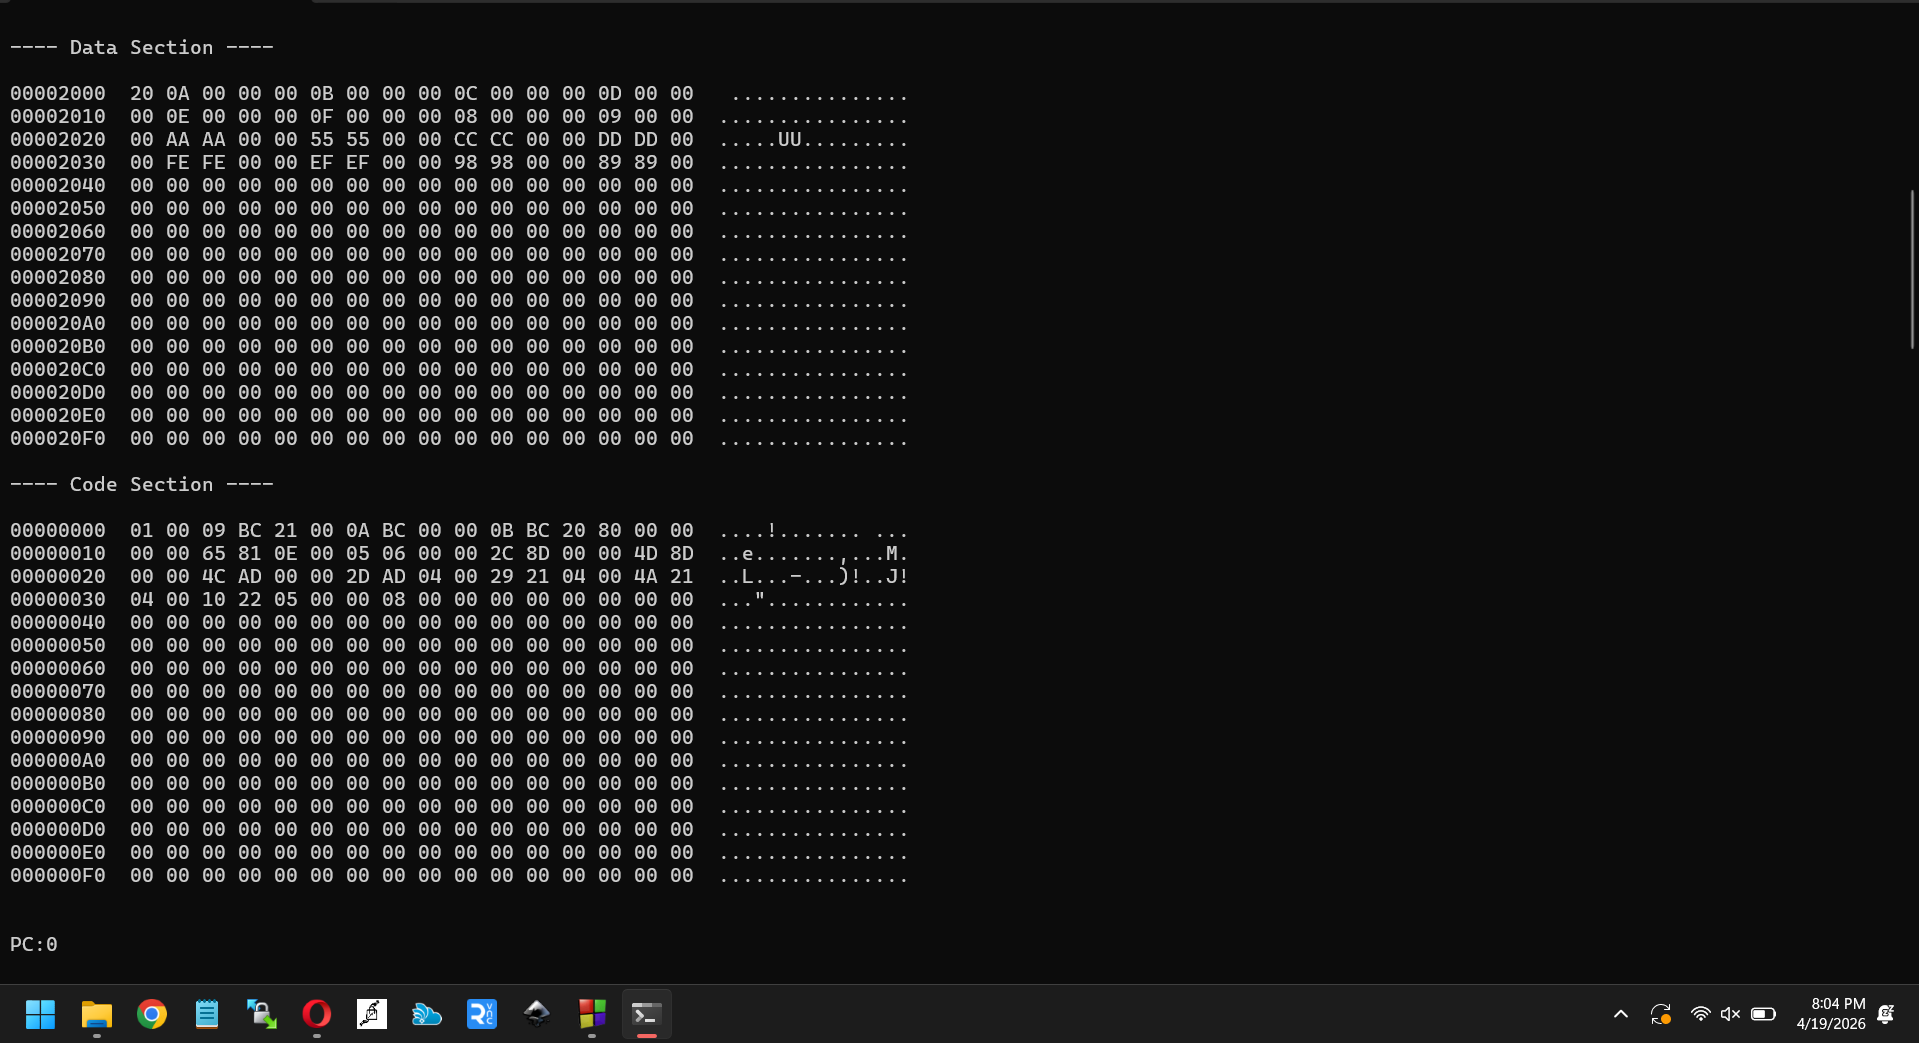 ---- Data Section ----
00002000  20 0A 00 00 00 0B 00 00 00 0C 00 00 00 0D 00 00   ...............
00002010  00 0E 00 00 00 0F 00 00 00 08 00 00 00 09 00 00  ................
00002020  00 AA AA 00 00 55 55 00 00 CC CC 00 00 DD DD 00  .....UU.........
00002030  00 FE FE 00 00 EF EF 00 00 98 98 00 00 89 89 00  ................
00002040  00 00 00 00 00 00 00 00 00 00 00 00 00 00 00 00  ................
00002050  00 00 00 00 00 00 00 00 00 00 00 00 00 00 00 00  ................
00002060  00 00 00 00 00 00 00 00 00 00 00 00 00 00 00 00  ................
00002070  00 00 00 00 00 00 00 00 00 00 00 00 00 00 00 00  ................
00002080  00 00 00 00 00 00 00 00 00 00 00 00 00 00 00 00  ................
00002090  00 00 00 00 00 00 00 00 00 00 00 00 00 00 00 00  ................
000020A0  00 00 00 00 00 00 00 00 00 00 00 00 00 00 00 00  ................
000020B0  00 00 00 00 00 00 00 00 00 00 00 00 00 00 00 00  ................
000020C0  00 00 00 00 00 00 00 00 00 00 00 00 00 00 00 00  ................
000020D0  00 00 00 00 00 00 00 00 00 00 00 00 00 00 00 00  ................
000020E0  00 00 00 00 00 00 00 00 00 00 00 00 00 00 00 00  ................
000020F0  00 00 00 00 00 00 00 00 00 00 00 00 00 00 00 00  ................
---- Code Section ----
00000000  01 00 09 BC 21 00 0A BC 00 00 0B BC 20 80 00 00  ....!....... ...
00000010  00 00 65 81 0E 00 05 06 00 00 2C 8D 00 00 4D 8D  ..e.......,...M.
00000020  00 00 4C AD 00 00 2D AD 04 00 29 21 04 00 4A 21  ..L...-...)!..J!
00000030  04 00 10 22 05 00 00 08 00 00 00 00 00 00 00 00  ..."............
00000040  00 00 00 00 00 00 00 00 00 00 00 00 00 00 00 00  ................
00000050  00 00 00 00 00 00 00 00 00 00 00 00 00 00 00 00  ................
00000060  00 00 00 00 00 00 00 00 00 00 00 00 00 00 00 00  ................
00000070  00 00 00 00 00 00 00 00 00 00 00 00 00 00 00 00  ................
00000080  00 00 00 00 00 00 00 00 00 00 00 00 00 00 00 00  ................
00000090  00 00 00 00 00 00 00 00 00 00 00 00 00 00 00 00  ................
000000A0  00 00 00 00 00 00 00 00 00 00 00 00 00 00 00 00  ................
000000B0  00 00 00 00 00 00 00 00 00 00 00 00 00 00 00 00  ................
000000C0  00 00 00 00 00 00 00 00 00 00 00 00 00 00 00 00  ................
000000D0  00 00 00 00 00 00 00 00 00 00 00 00 00 00 00 00  ................
000000E0  00 00 00 00 00 00 00 00 00 00 00 00 00 00 00 00  ................
000000F0  00 00 00 00 00 00 00 00 00 00 00 00 00 00 00 00  ................
PC:0
8:04 PM
4/19/2026